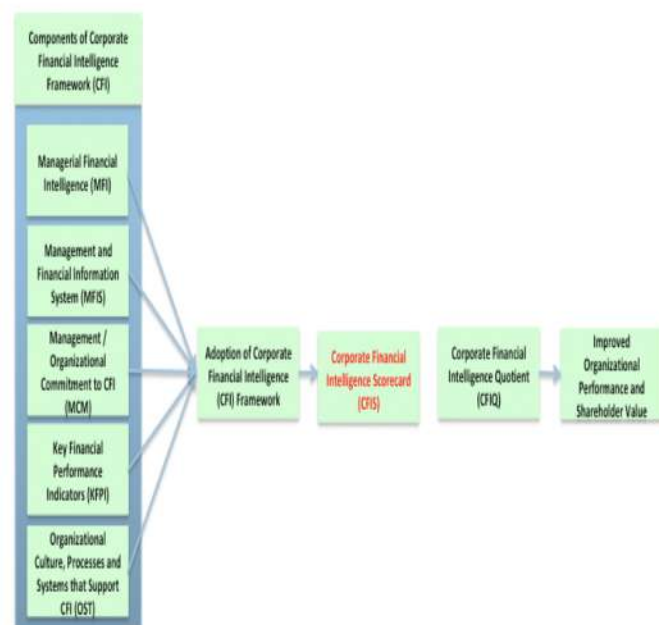 Components of Corporate
Financial Intelligence
Framework (CFI)
Managerial Financial
Intelligence (MFI)
Management and
Financial Information
System (MFIS)
Management /
Organizational
Commitment to CFI
(MCM)
Key Financial
Performance
Indicators (KFPI)
Organizational
Culture, Processes and
Systems that Support
CFI (OST)
Adoption of Corporate
Financial Intelligence
(CFI) Framework
Corporate Financial
Intelligence Scorecard
(CFIS)
Corporate Financial
Intelligence Quotient
(CFIQ)
Improved
Organizational
Performance and
Shareholder Value